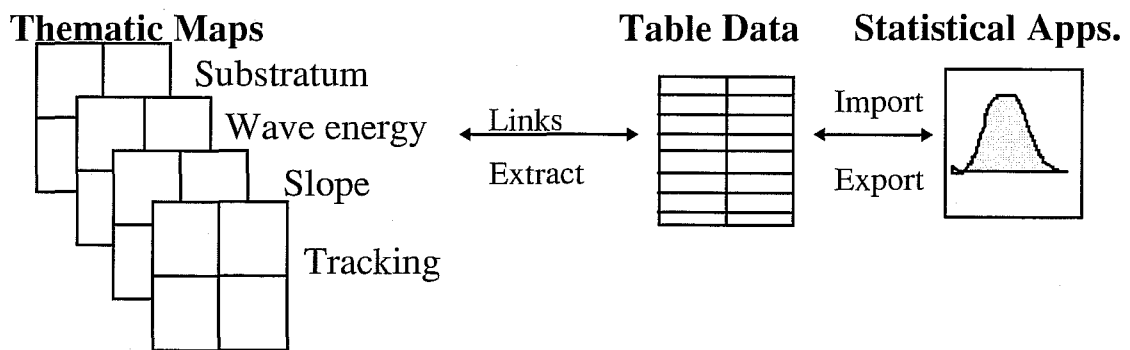 Thematic Maps
Substratum
Wave energy
Slope
Tracking
Links
Extract
Table Data
Import
Export
Statistical Apps.